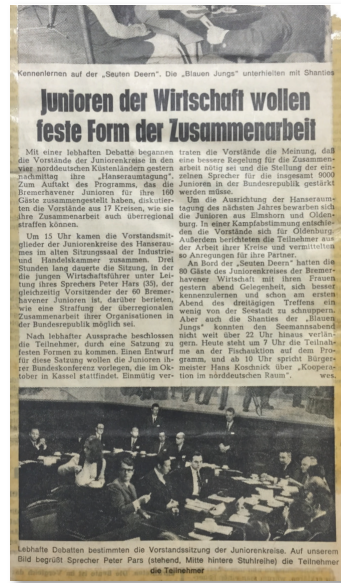 Kennenlernen auf der „Seuten Deern". Die „Blauen Jungs" unterhielten mit Shanties
Junioren der Wirtschaft wollen
feste Form der Zusammenarbeit
Mit einer lebhaften Debatte begannen
die Vorstände der Juniorenkreise in den
vier norddeutschen Küstenländern gestern
nachmittag ihre „Hanseraumtagung".
Zum Auftakt des Programms, das die
Bremerhavener Junioren für ihre 160
Gäste zusammengestellt haben, diskutier-
ten die Vorstände aus 17 Kreisen, wie sie
ihre Zusammenarbeit auch überregional
straffen können.
Um 15 Uhr kamen die Vorstandsmit-
glieder der Juniorenkreise des Hanserau-
mes im alten Sitzungssaal der Industrie-
und Handelskammer zusammen. Drei
Stunden lang dauerte die Sitzung, in der
die jungen Wirtschaftsführer unter Lei-
tung ihres Sprechers Peter Pars (35), der
gleichzeitig Vorsitzender der 60 Bremer-
havener Junioren ist, darüber berieten,
wie eine Straffung der überregionalen
Zusammenarbeit ihrer Organisationen in
der Bundesrepublik möglich sei.
Nach lebhafter Aussprache beschlossen
die Teilnehmer, durch eine Satzung zu
festen Formen zu kommen. Einen Entwurf
für diese Satzung wollen die Junioren ih-
rer Bundeskonferenz vorlegen, die im Ok-
tober in Kassel stattfindet. Einmütig ver-
traten die Vorstände die Meinung, daß
eine bessere Regelung für die Zusammen-
arbeit nötig sei und die Stellung der ein-
zelnen Sprecher für die insgesamt 9000
Junioren in der Bundesrepublik gestärkt
werden müsse.
Um die Ausrichtung der Hanseraum-
tagung des nächsten Jahres bewarben sich
die Junioren aus Elmshorn und Olden-
burg. In einer Kampfabstimmung entschie-
den die Vorstände sich für Oldenburg.
Außerdem berichteten die Teilnehmer aus
der Arbeit ihrer Kreise und vermittelten
so Anregungen für ihre Partner.
An Bord der „Seuten Deern" hatten die
80 Gäste des Juniorenkreises der Bremer-
havener Wirtschaft mit ihren Frauen
gestern abend Gelegenheit, sich besser
kennenzulernen und schon am ersten
Abend des dreitägigen Treffens ein
wenig von der Seestadt zu schnuppern.
Aber auch die Shanties der „Blauen
Jungs" konnten den Seemannsabend
nicht weit über 22 Uhr hinaus verlän-
gern. Heute steht um 7 Uhr die Teilnah-
me an der Fischauktion auf dem Pro-
gramm, und ab 10 Uhr spricht Bürger-
meister Hans Koschnick über „Koopera-
tion im norddeutschen Raum". wes.
Lebhafte Debatten bestimmten die Vorstandssitzung der Juniorenkreise. Auf unserem
Bild begrüßt Sprecher Peter Pars (stehend, Mitte hintere Stuhlreihe) die Teilnehmer
die Teilnehmer